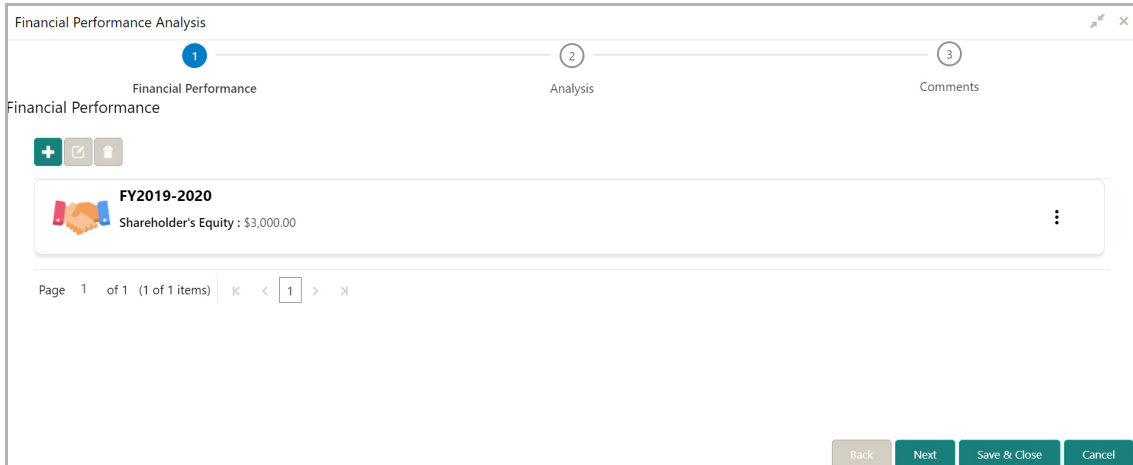 Financial Performance Analysis
1 2 3
Financial Performance Analysis Comments
Financial Performance
FY2019-2020
Shareholder's Equity : $3,000.00
Page 1 of 1 (1 of 1 items) 1
Back Next Save & Close Cancel